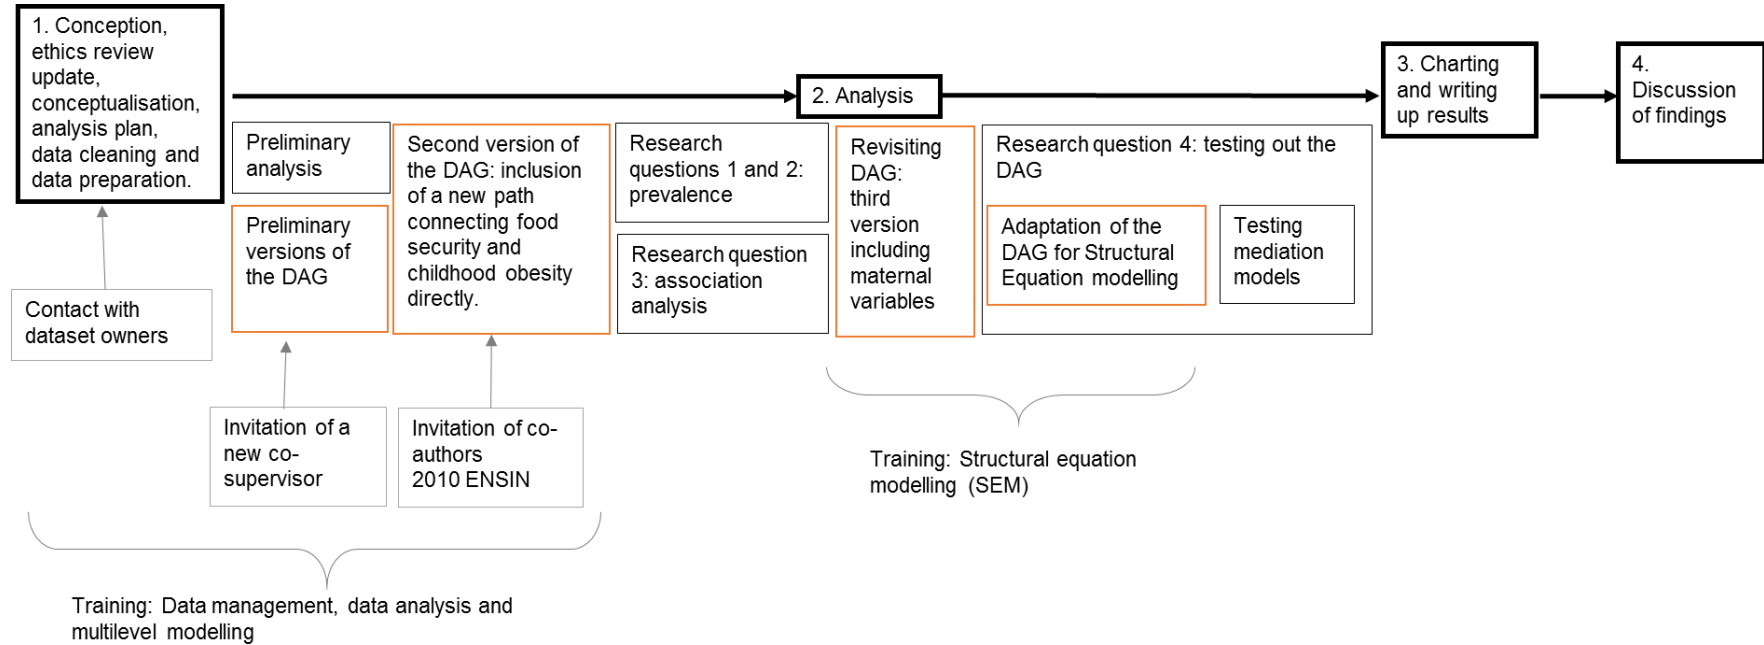 1. Conception,
ethics review
update,
conceptualisation,
analysis plan,
data cleaning and
data preparation.
2. Analysis
3. Charting
and writing
up results
4.
Discussion
of findings
Preliminary
analysis
Preliminary
versions of
the DAG
Second version of
the DAG: inclusion
of a new path
connecting food
security and
childhood obesity
directly.
Research
questions 1 and 2:
prevalence
Research question
3: association
analysis
Revisiting
DAG:
third
version
including
maternal
variables
Research question 4: testing out the
DAG
Adaptation of the
DAG for Structural
Equation modelling
Testing
mediation
models
Contact with
dataset owners
Invitation of a
new co-
supervisor
Invitation of co-
authors
2010 ENSIN
Training: Structural equation
modelling (SEM)
Training: Data management, data analysis and
multilevel modelling